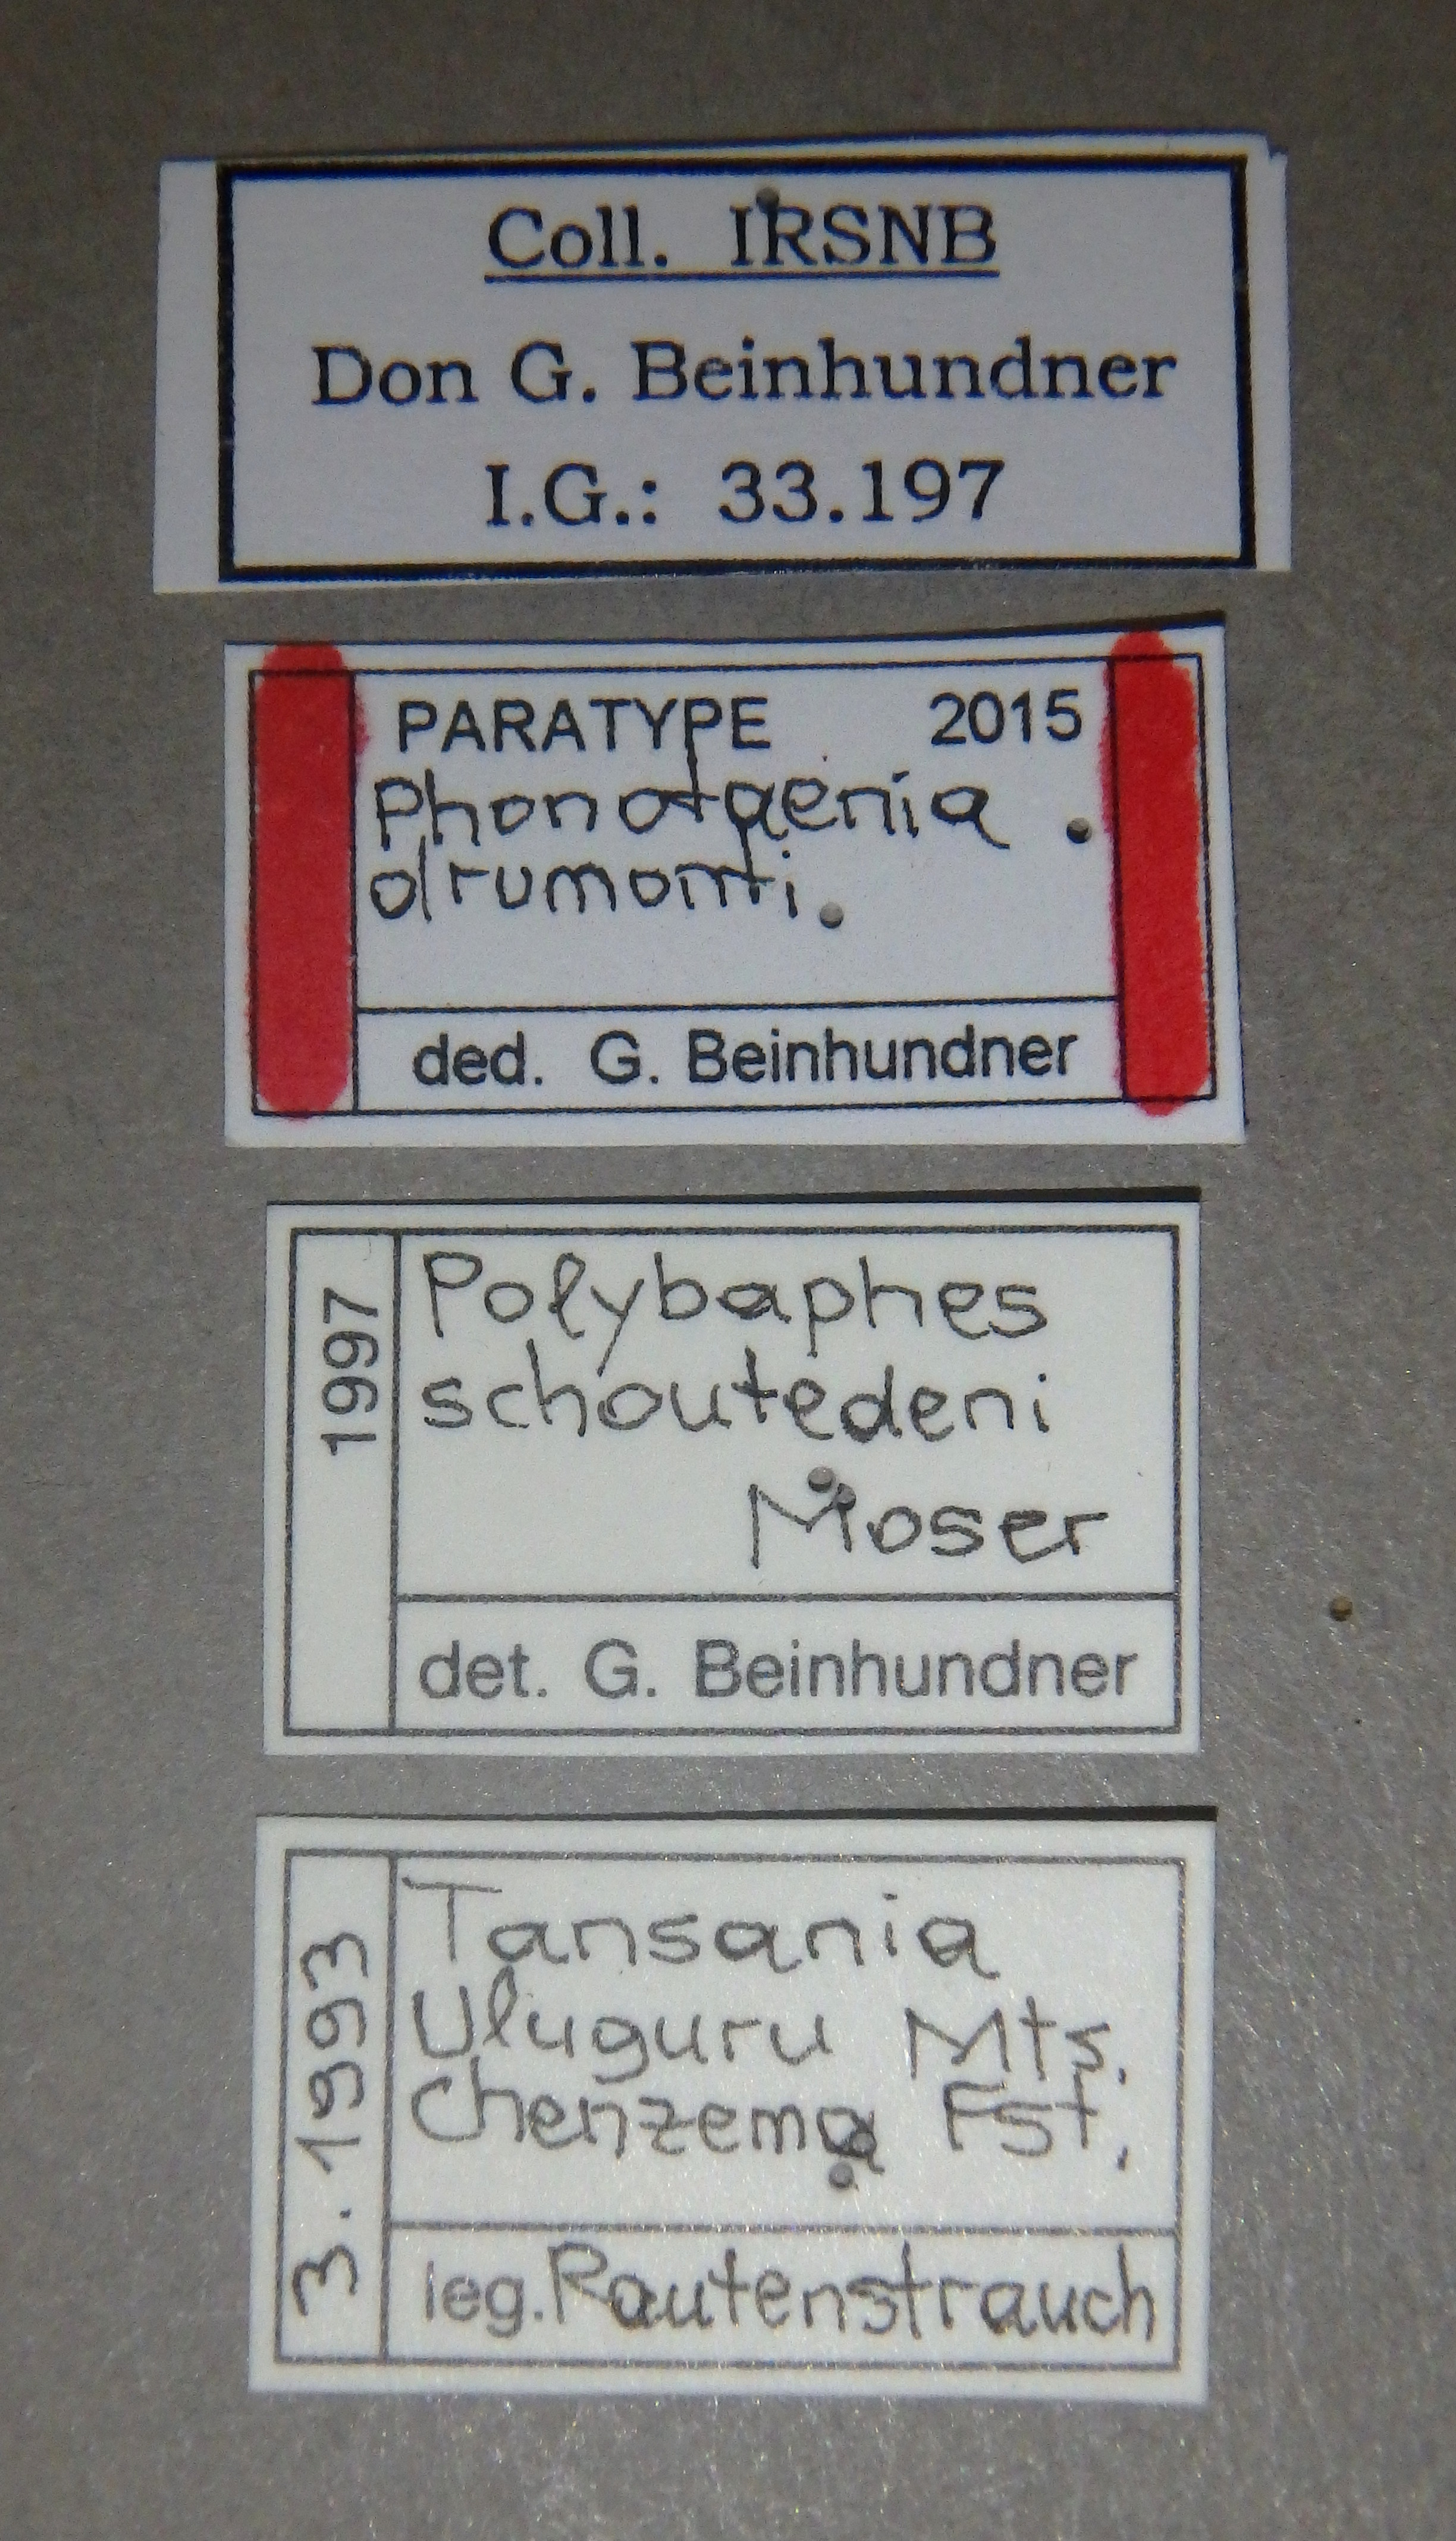 Coll. IRSNB
Don G. Beinhundner
I.G.: 33.197
PARATYPE 2015
Phonotaenia
drumonti.
ded. G. Beinhundner
1997
Polybaphes
schoutedeni
Moser
det. G. Beinhundner
3.1993
Tansania
Uluguru Mts.
Chenzema Fst.
leg. Rautenstrauch